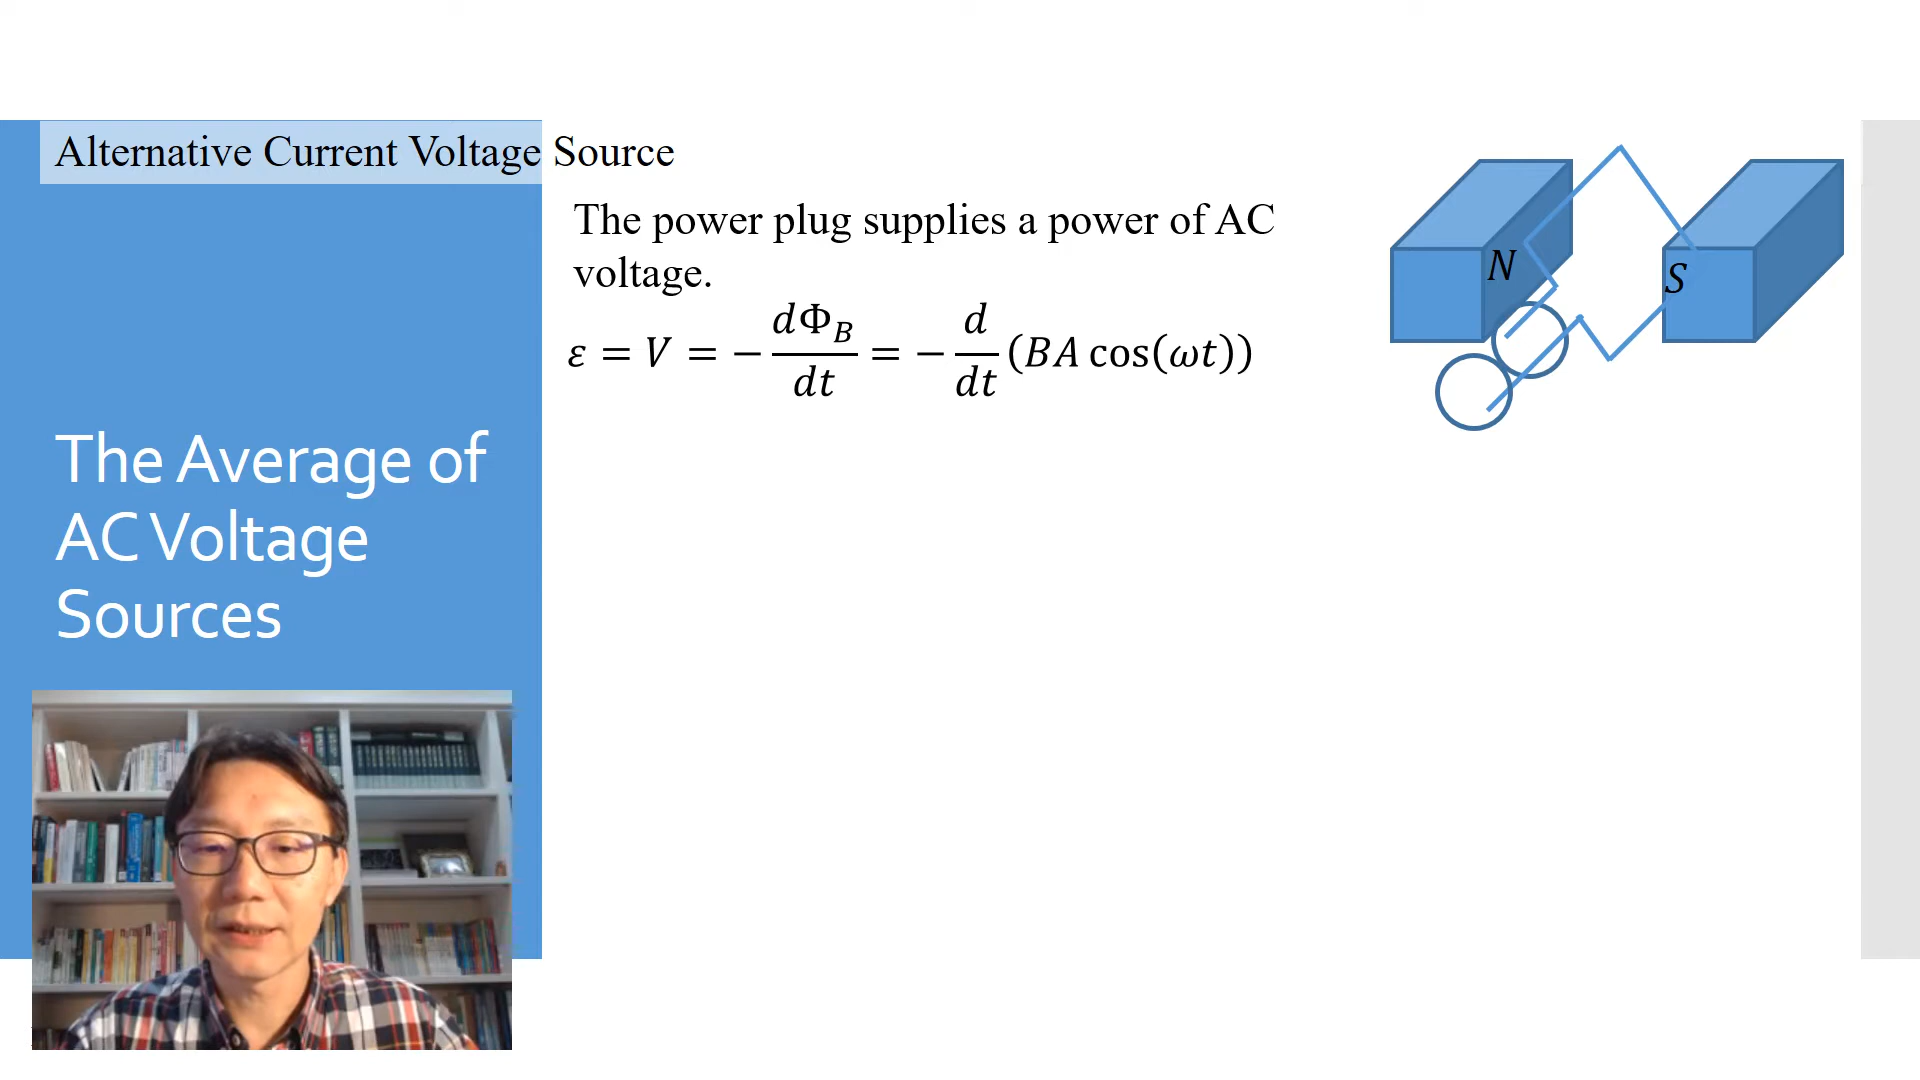 Alternative Current Voltage Source
The power plug supplies a power of AC
voltage.
ε = V = − dΦ_B/dt = − d/dt (BA cos(ωt))
N
S
The Average of
AC Voltage
Sources